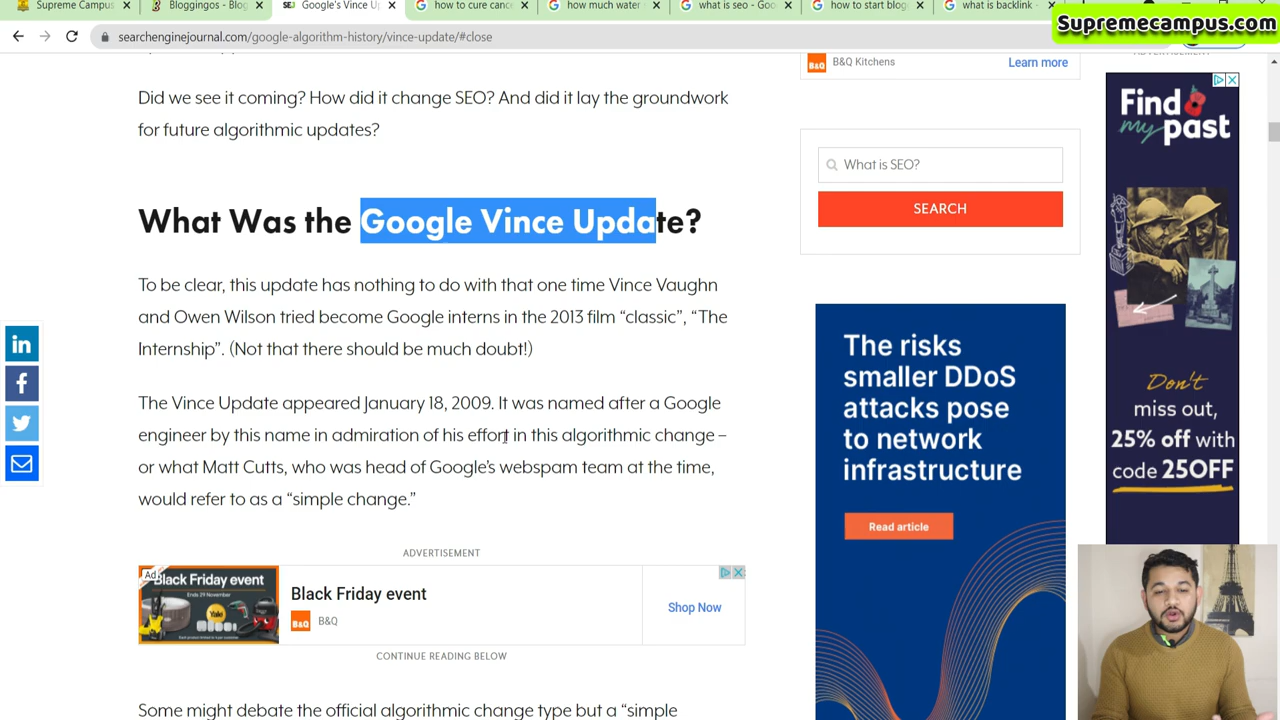 Supreme Campus
Bloggingos - Blog
Google's Vince Up
how to cure canc
how much water
what is seo - Goo
how to start blog
what is backlink
Supremecampus.com
searchenginejournal.com/google-algorithm-history/vince-update/#close
B&Q Kitchens
Learn more
ADVERTISEMENT
Did we see it coming? How did it change SEO? And did it lay the groundwork
for future algorithmic updates?
What Was the Google Vince Update?
To be clear, this update has nothing to do with that one time Vince Vaughn
and Owen Wilson tried become Google interns in the 2013 film “classic”, “The
Internship”. (Not that there should be much doubt!)
The Vince Update appeared January 18, 2009. It was named after a Google
engineer by this name in admiration of his effort in this algorithmic change –
or what Matt Cutts, who was head of Google’s webspam team at the time,
would refer to as a “simple change.”
ADVERTISEMENT
Ad
Black Friday event
Ends 29 November
Yale
Black Friday event
B&Q
B&Q
Shop Now
CONTINUE READING BELOW
Some might debate the official algorithmic change type but a “simple
What is SEO?
SEARCH
The risks
smaller DDoS
attacks pose
to network
infrastructure
Read article
Find
my past
Don't
miss out,
25% off with
code 25OFF